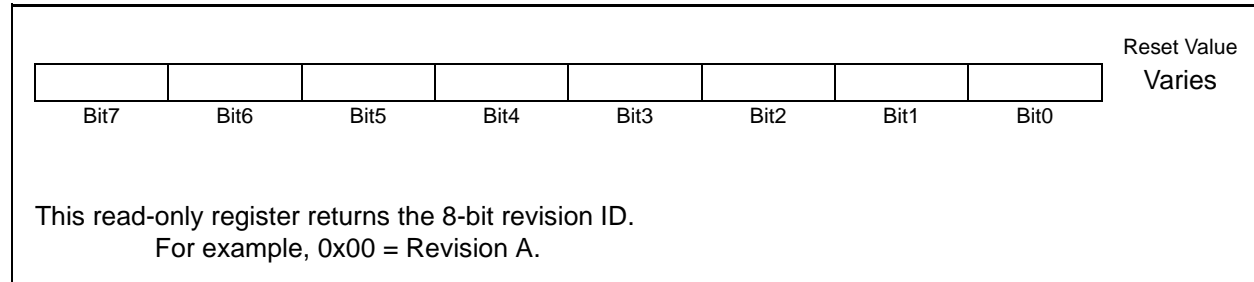 Reset Value
Varies
Bit7 Bit6 Bit5 Bit4 Bit3 Bit2 Bit1 Bit0
This read-only register returns the 8-bit revision ID.
For example, 0x00 = Revision A.